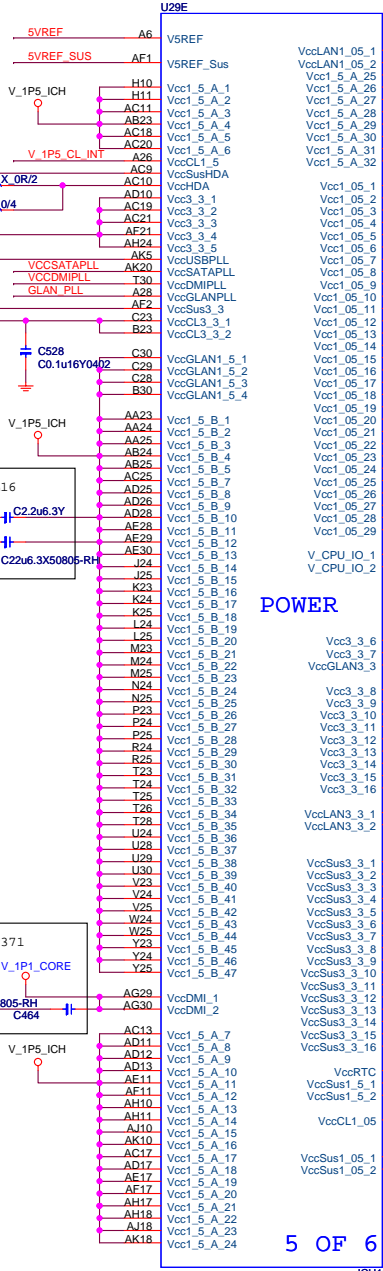 U29E
5VREF A6 V5REF
5VREF_SUS AF1 V5REF_Sus
V_1P5_ICH
H10 Vcc1_5_A_1
H11 Vcc1_5_A_2
AC11 Vcc1_5_A_3
AB23 Vcc1_5_A_4
AC18 Vcc1_5_A_5
AC20 Vcc1_5_A_6
V_1P5_CL_INT A26 VccCL1_5
AC9 VccSusHDA
X_0R/2 AC10 VccHDA
AD10 Vcc3_3_1
0/4 AC19 Vcc3_3_2
AC21 Vcc3_3_3
AF21 Vcc3_3_4
AH24 Vcc3_3_5
AK5 VccUSBPLL
VCCSATAPLL AK20 VccSATAPLL
VCCDMIPLL T30 VccDMIPLL
GLAN_PLL A28 VccGLANPLL
AF2 VccSus3_3
C23 VccCL3_3_1
B23 VccCL3_3_2
C528
C0.1u16Y0402
C30 VccGLAN1_5_1
C29 VccGLAN1_5_2
C28 VccGLAN1_5_3
B30 VccGLAN1_5_4
V_1P5_ICH
AA23 Vcc1_5_B_1
AA24 Vcc1_5_B_2
AA25 Vcc1_5_B_3
AB24 Vcc1_5_B_4
AB25 Vcc1_5_B_5
AC25 Vcc1_5_B_7
16 AD25 Vcc1_5_B_8
AD26 Vcc1_5_B_9
C2.2u6.3Y AD28 Vcc1_5_B_10
AE28 Vcc1_5_B_11
AE29 Vcc1_5_B_12
C22u6.3X50805-RH AE30 Vcc1_5_B_13
J24 Vcc1_5_B_14
J25 Vcc1_5_B_15
K23 Vcc1_5_B_16
K24 Vcc1_5_B_17
K25 Vcc1_5_B_18
L24 Vcc1_5_B_19
L25 Vcc1_5_B_20
M23 Vcc1_5_B_21
M24 Vcc1_5_B_22
M25 Vcc1_5_B_23
N24 Vcc1_5_B_24
N25 Vcc1_5_B_25
P23 Vcc1_5_B_26
P24 Vcc1_5_B_27
P25 Vcc1_5_B_28
R24 Vcc1_5_B_29
R25 Vcc1_5_B_30
T23 Vcc1_5_B_31
T24 Vcc1_5_B_32
T25 Vcc1_5_B_33
T26 Vcc1_5_B_34
T28 Vcc1_5_B_35
U24 Vcc1_5_B_36
U28 Vcc1_5_B_37
U29 Vcc1_5_B_38
U30 Vcc1_5_B_39
V23 Vcc1_5_B_40
V24 Vcc1_5_B_41
V25 Vcc1_5_B_42
W24 Vcc1_5_B_43
W25 Vcc1_5_B_44
371 Y23 Vcc1_5_B_45
Y24 Vcc1_5_B_46
Y25 Vcc1_5_B_47
V_1P1_CORE
AG29 VccDMI_1
805-RH AG30 VccDMI_2
C464
V_1P5_ICH
AC13 Vcc1_5_A_7
AD11 Vcc1_5_A_8
AD12 Vcc1_5_A_9
AD13 Vcc1_5_A_10
AE11 Vcc1_5_A_11
AF11 Vcc1_5_A_12
AH10 Vcc1_5_A_13
AH11 Vcc1_5_A_14
AJ10 Vcc1_5_A_15
AK10 Vcc1_5_A_16
AC17 Vcc1_5_A_17
AD17 Vcc1_5_A_18
AE17 Vcc1_5_A_19
AF17 Vcc1_5_A_20
AH17 Vcc1_5_A_21
AH18 Vcc1_5_A_22
AJ18 Vcc1_5_A_23
AK18 Vcc1_5_A_24
VccLAN1_05_1
VccLAN1_05_2
Vcc1_5_A_25
Vcc1_5_A_26
Vcc1_5_A_27
Vcc1_5_A_28
Vcc1_5_A_29
Vcc1_5_A_30
Vcc1_5_A_31
Vcc1_5_A_32
Vcc1_05_1
Vcc1_05_2
Vcc1_05_3
Vcc1_05_4
Vcc1_05_5
Vcc1_05_6
Vcc1_05_7
Vcc1_05_8
Vcc1_05_9
Vcc1_05_10
Vcc1_05_11
Vcc1_05_12
Vcc1_05_13
Vcc1_05_14
Vcc1_05_15
Vcc1_05_16
Vcc1_05_17
Vcc1_05_18
Vcc1_05_19
Vcc1_05_20
Vcc1_05_21
Vcc1_05_22
Vcc1_05_23
Vcc1_05_24
Vcc1_05_25
Vcc1_05_26
Vcc1_05_27
Vcc1_05_28
Vcc1_05_29
V_CPU_IO_1
V_CPU_IO_2
POWER
Vcc3_3_6
Vcc3_3_7
VccGLAN3_3
Vcc3_3_8
Vcc3_3_9
Vcc3_3_10
Vcc3_3_11
Vcc3_3_12
Vcc3_3_13
Vcc3_3_14
Vcc3_3_15
Vcc3_3_16
VccLAN3_3_1
VccLAN3_3_2
VccSus3_3_1
VccSus3_3_2
VccSus3_3_3
VccSus3_3_4
VccSus3_3_5
VccSus3_3_6
VccSus3_3_7
VccSus3_3_8
VccSus3_3_9
VccSus3_3_10
VccSus3_3_11
VccSus3_3_12
VccSus3_3_13
VccSus3_3_14
VccSus3_3_15
VccSus3_3_16
VccRTC
VccSus1_5_1
VccSus1_5_2
VccCL1_05
VccSus1_05_1
VccSus1_05_2
5 OF 6